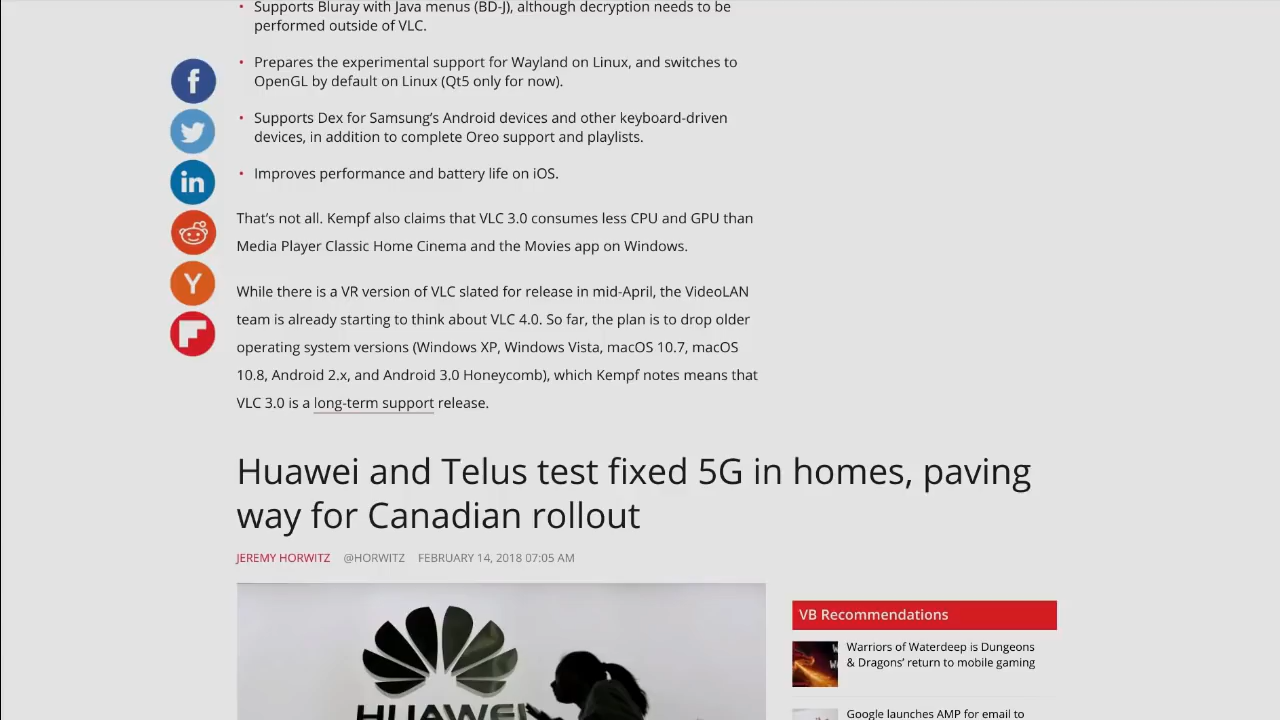 • Supports Bluray with Java menus (BD-J), although decryption needs to be
performed outside of VLC.
• Prepares the experimental support for Wayland on Linux, and switches to
OpenGL by default on Linux (Qt5 only for now).
• Supports Dex for Samsung's Android devices and other keyboard-driven
devices, in addition to complete Oreo support and playlists.
• Improves performance and battery life on iOS.
That's not all. Kempf also claims that VLC 3.0 consumes less CPU and GPU than
Media Player Classic Home Cinema and the Movies app on Windows.
While there is a VR version of VLC slated for release in mid-April, the VideoLAN
team is already starting to think about VLC 4.0. So far, the plan is to drop older
operating system versions (Windows XP, Windows Vista, macOS 10.7, macOS
10.8, Android 2.x, and Android 3.0 Honeycomb), which Kempf notes means that
VLC 3.0 is a long-term support release.
f
in
Y
Huawei and Telus test fixed 5G in homes, paving
way for Canadian rollout
JEREMY HORWITZ @HORWITZ FEBRUARY 14, 2018 07:05 AM
HUAWEI
VB Recommendations
Warriors of Waterdeep is Dungeons
& Dragons' return to mobile gaming
Google launches AMP for email to